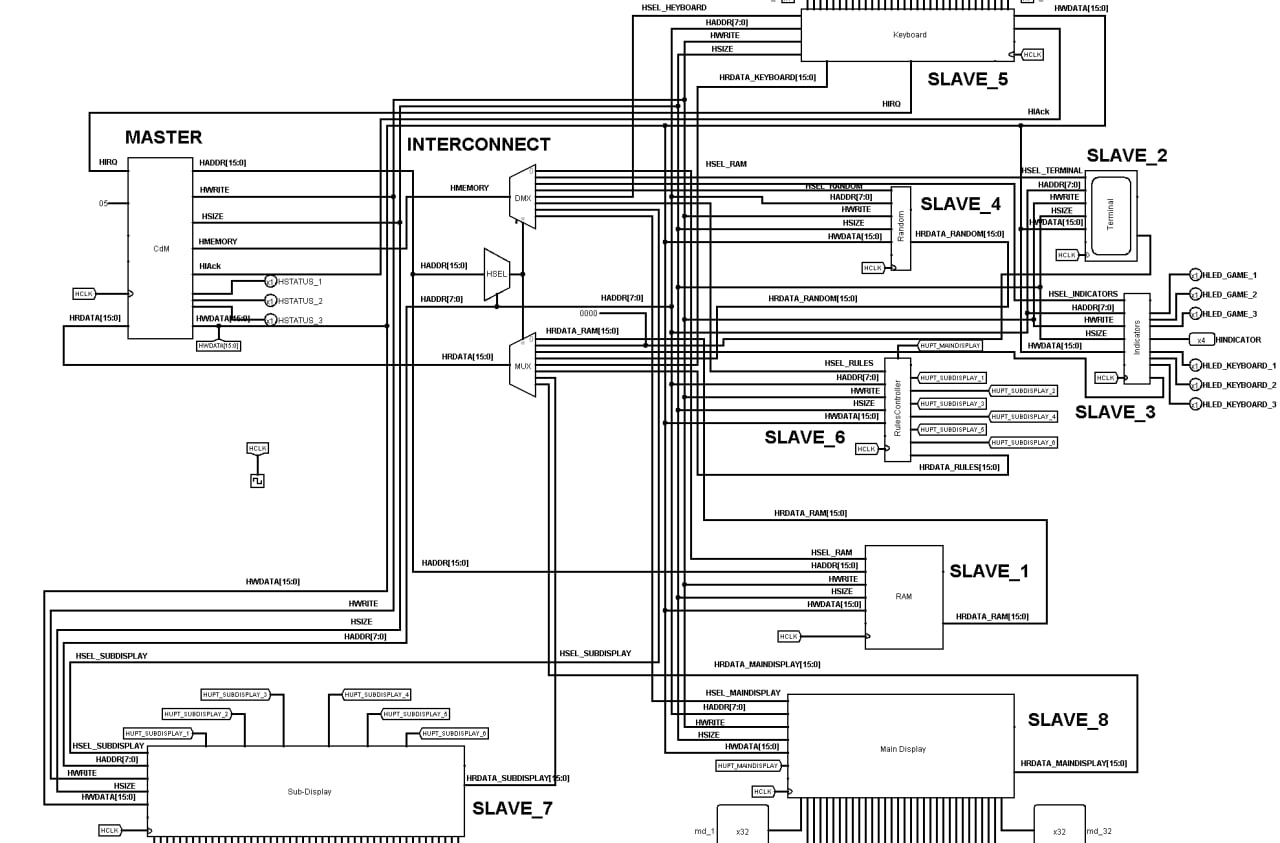 HSEL_HEYBOARD
HWDATA[15:0]
HADDR[7:0]
HWRITE
Keyboard
HSIZE
HCLK
HRDATA_KEYBOARD[15:0]
SLAVE_5
HIRQ
HIAck
MASTER
INTERCONNECT
HIRQ
HADDR[15:0]
HSEL_RAM
SLAVE_2
HWRITE
HMEMORY
DMX
HSEL_RANDOM
HADDR[7:0]
HWRITE
HSIZE
HWDATA[15:0]
Random
SLAVE_4
HRDATA_RANDOM[15:0]
HCLK
HSEL_TERMINAL
HADDR[7:0]
HWRITE
HSIZE
HWDATA[15:0]
Terminal
HCLK
05
HSIZE
CdM
HMEMORY
HIAck
HSTATUS_1
HSTATUS_2
HSTATUS_3
x1
x1
x1
HCLK
HRDATA[15:0]
HWDATA[15:0]
HWDATA[15:0]
HADDR[15:0]
HSEL
HADDR[7:0]
HADDR[7:0]
0000
HRDATA_RANDOM[15:0]
HRDATA_RAM[15:0]
HRDATA[15:0]
MUX
HSEL_INDICATORS
HADDR[7:0]
HWRITE
HSIZE
HWDATA[15:0]
Indicators
HCLK
SLAVE_3
x1
HLED_GAME_1
x1
HLED_GAME_2
x1
HLED_GAME_3
x4
HINDICATOR
x1
HLED_KEYBOARD_1
x1
HLED_KEYBOARD_2
x1
HLED_KEYBOARD_3
HUPT_MAINDISPLAY
HSEL_RULES
HADDR[7:0]
HWRITE
HSIZE
HWDATA[15:0]
RulesController
HUPT_SUBDISPLAY_1
HUPT_SUBDISPLAY_2
HUPT_SUBDISPLAY_3
HUPT_SUBDISPLAY_4
HUPT_SUBDISPLAY_5
HUPT_SUBDISPLAY_6
SLAVE_6
HCLK
HRDATA_RULES[15:0]
HCLK
HRDATA_RAM[15:0]
HSEL_RAM
HADDR[15:0]
HADDR[15:0]
HWRITE
HSIZE
HWDATA[15:0]
RAM
SLAVE_1
HRDATA_RAM[15:0]
HCLK
HWDATA[15:0]
HWRITE
HSIZE
HADDR[7:0]
HSEL_SUBDISPLAY
HSEL_SUBDISPLAY
HRDATA_MAINDISPLAY[15:0]
HUPT_SUBDISPLAY_3
HUPT_SUBDISPLAY_4
HUPT_SUBDISPLAY_2
HUPT_SUBDISPLAY_5
HUPT_SUBDISPLAY_1
HUPT_SUBDISPLAY_6
HSEL_SUBDISPLAY
HADDR[7:0]
HWRITE
HSIZE
HWDATA[15:0]
Sub-Display
HRDATA_SUBDISPLAY[15:0]
SLAVE_7
HCLK
HSEL_MAINDISPLAY
HADDR[7:0]
HWRITE
HSIZE
HWDATA[15:0]
HUPT_MAINDISPLAY
HCLK
Main Display
SLAVE_8
HRDATA_MAINDISPLAY[15:0]
md_1
x32
x32
md_32